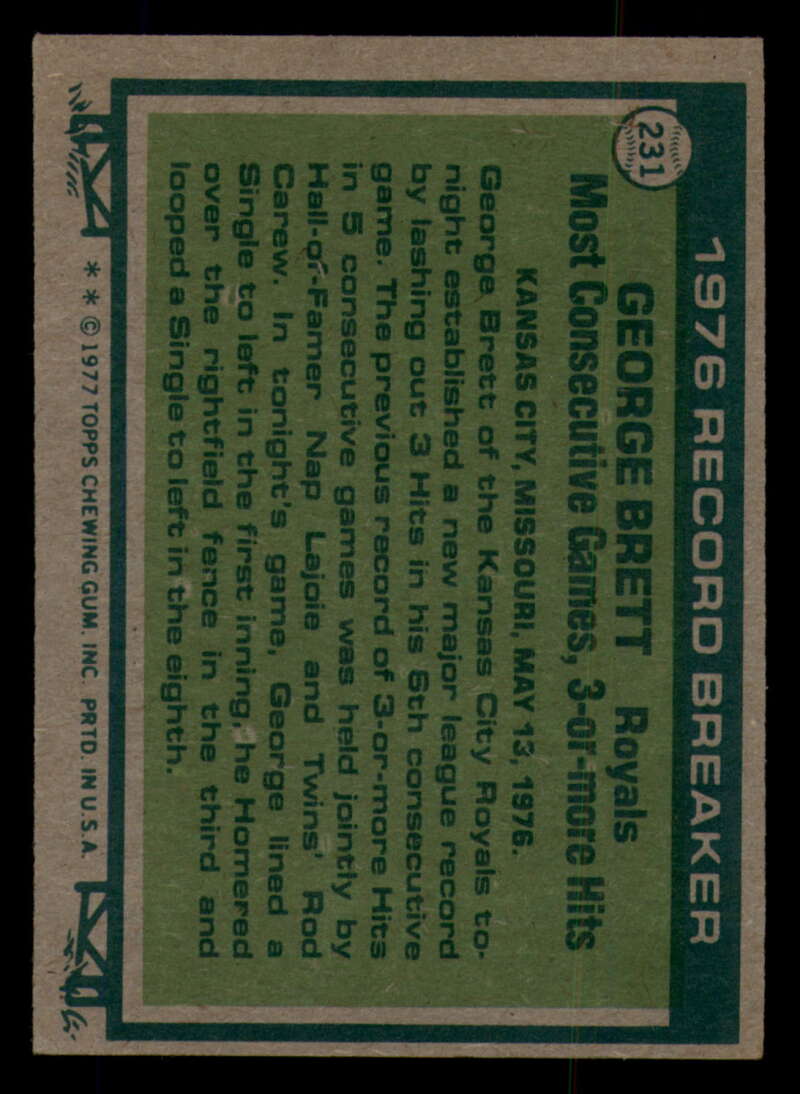 1976 RECORD BREAKER
231
GEORGE BRETT Royals
Most Consecutive Games, 3-or-more Hits
KANSAS CITY, MISSOURI, MAY 13, 1976.
George Brett of the Kansas City Royals to-
night established a new major league record
by lashing out 3 Hits in his 6th consecutive
game. The previous record of 3-or-more Hits
in 5 consecutive games was held jointly by
Hall-of-Famer Nap Lajoie and Twins' Rod
Carew. In tonight's game, George lined a
Single to left in the first inning, he Homered
over the rightfield fence in the third and
looped a Single to left in the eighth.
* * © 1977 TOPPS CHEWING GUM, INC. PRTD. IN U.S.A.